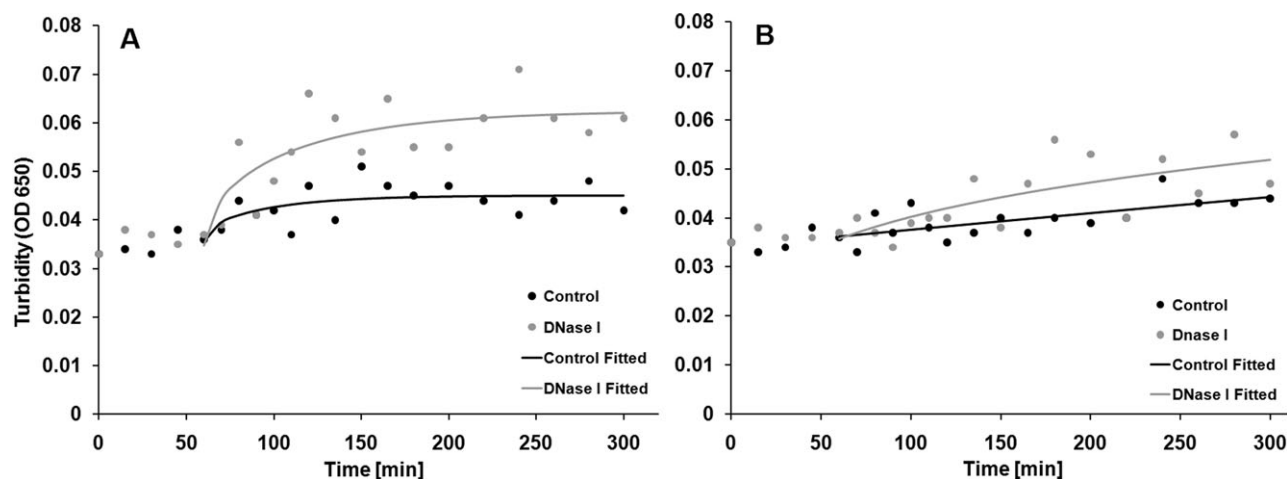 A
Turbidity (OD 650)
0.08
0.07
0.06
0.05
0.04
0.03
0.02
0.01
0
0 50 100 150 200 250 300
Time [min]
Control
DNase I
Control Fitted
DNase I Fitted
B
0.08
0.07
0.06
0.05
0.04
0.03
0.02
0.01
0
0 50 100 150 200 250 300
Time [min]
Control
Dnase I
Control Fitted
DNase I Fitted